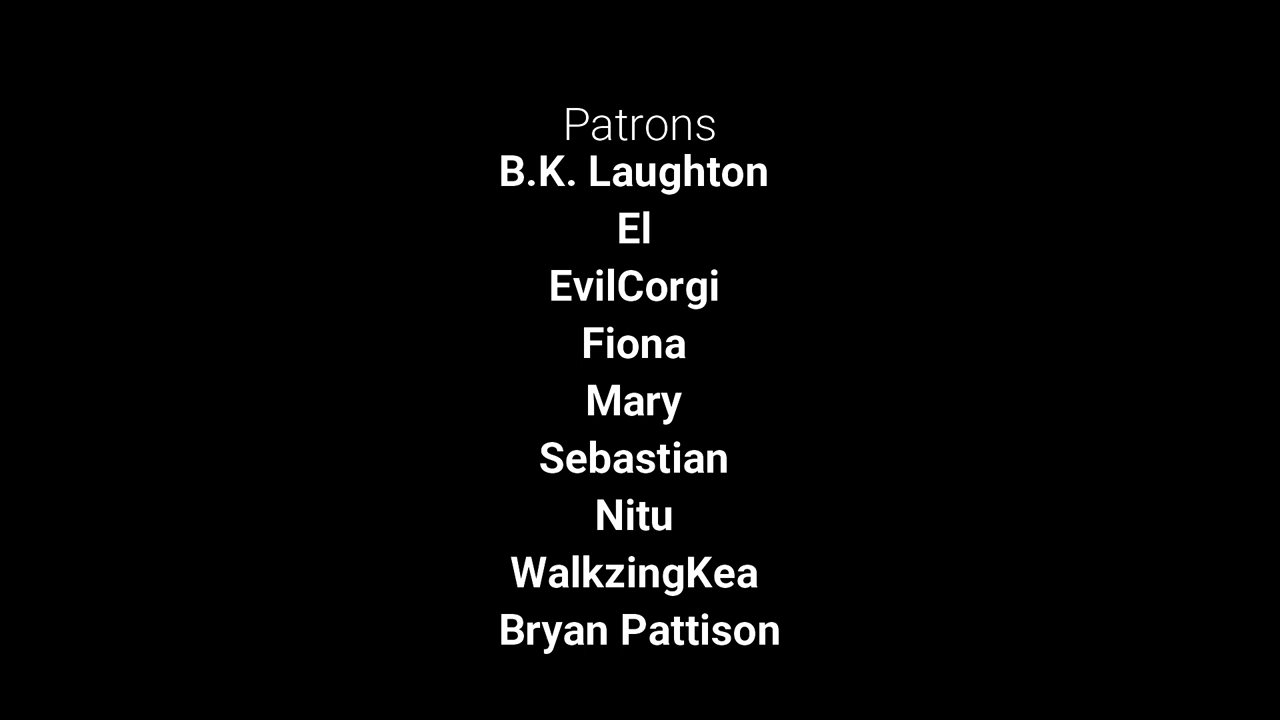 Patrons
B.K. Laughton
El
EvilCorgi
Fiona
Mary
Sebastian
Nitu
WalkzingKea
Bryan Pattison